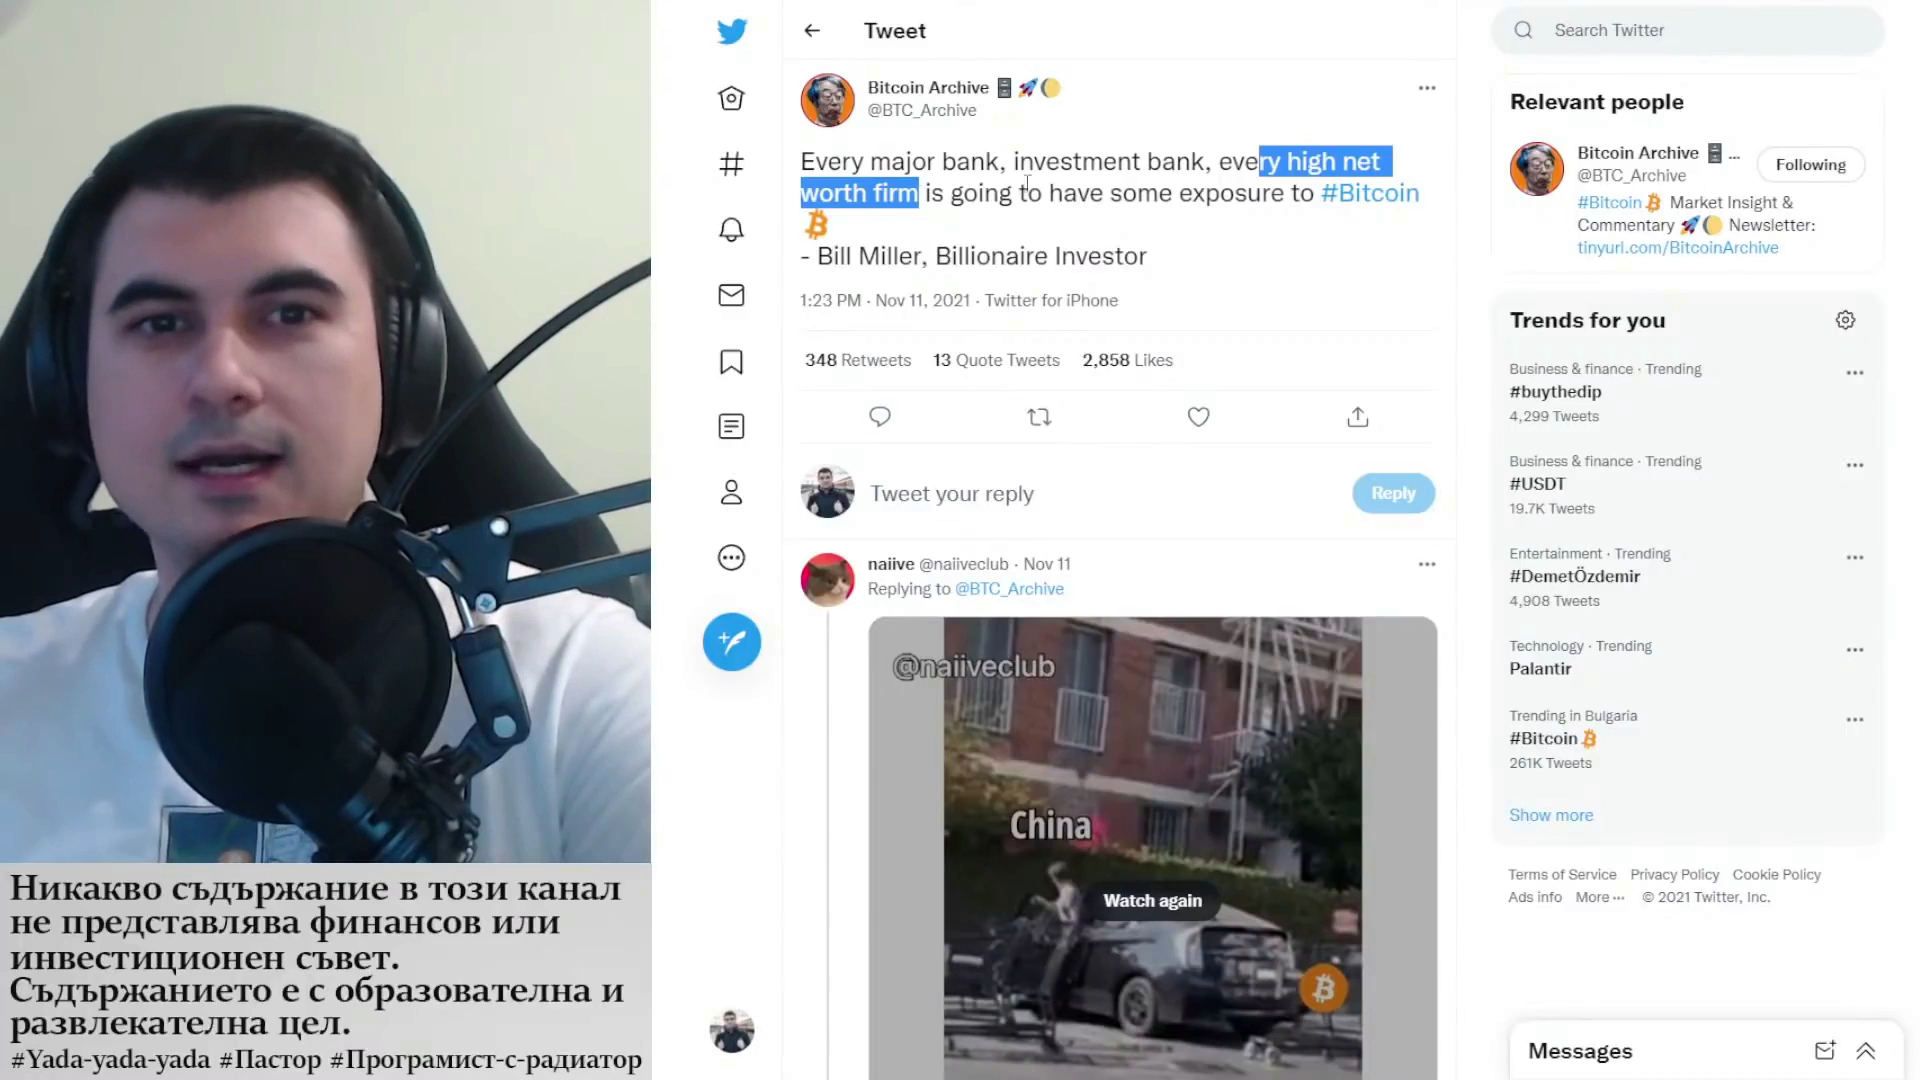 Tweet
Bitcoin Archive
@BTC_Archive
Every major bank, investment bank, every high net
worth firm is going to have some exposure to #Bitcoin
- Bill Miller, Billionaire Investor
1:23 PM · Nov 11, 2021 · Twitter for iPhone
348 Retweets 13 Quote Tweets 2,858 Likes
Tweet your reply
Reply
naiive @naiiveclub · Nov 11
Replying to @BTC_Archive
@naiiveclub
China
Watch again
Search Twitter
Relevant people
Bitcoin Archive ...
@BTC_Archive
Following
#Bitcoin Market Insight &
Commentary Newsletter:
tinyurl.com/BitcoinArchive
Trends for you
Business & finance · Trending
#buythedip
4,299 Tweets
Business & finance · Trending
#USDT
19.7K Tweets
Entertainment · Trending
#DemetÖzdemir
4,908 Tweets
Technology · Trending
Palantir
Trending in Bulgaria
#Bitcoin
261K Tweets
Show more
Terms of Service Privacy Policy Cookie Policy
Ads info More ··· © 2021 Twitter, Inc.
Messages
Никакво съдържание в този канал
не представлява финансов или
инвестиционен съвет.
Съдържанието е с образователна и
развлекателна цел.
#Yada-yada-yada #Пастор #Програмист-с-радиатор